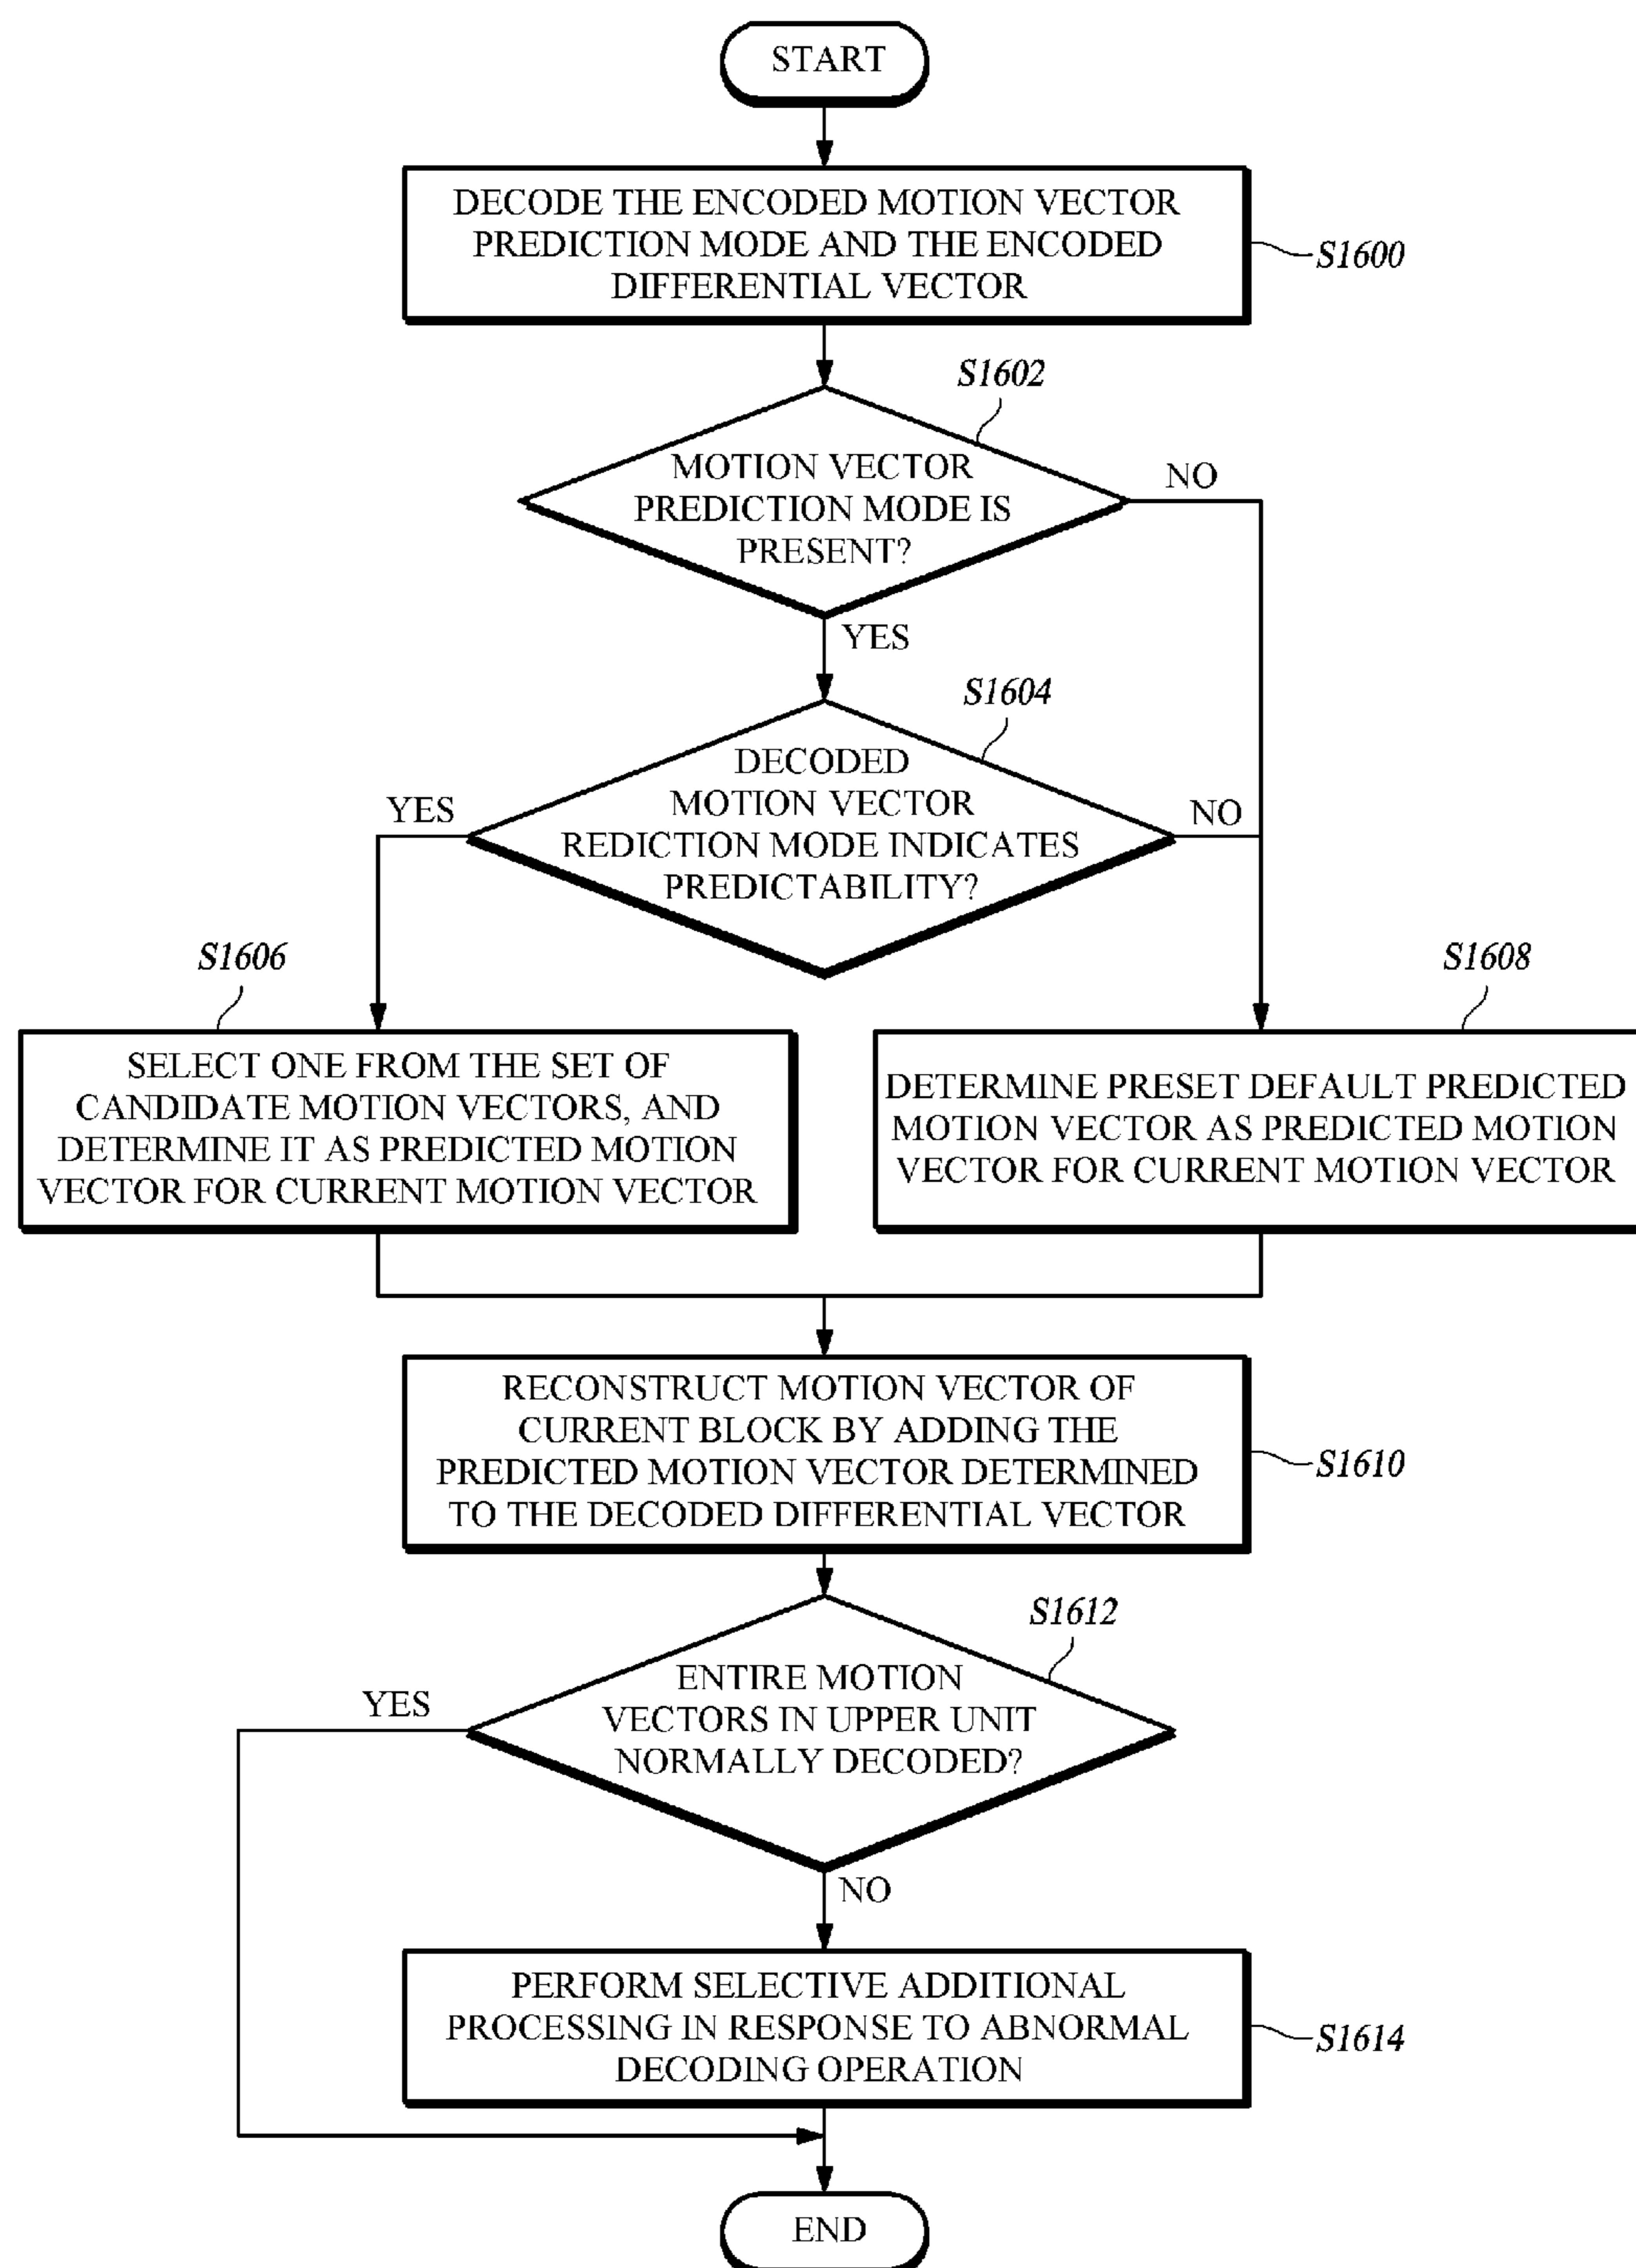 START
DECODE THE ENCODED MOTION VECTOR
PREDICTION MODE AND THE ENCODED
DIFFERENTIAL VECTOR
S1600
S1602
MOTION VECTOR
PREDICTION MODE IS
PRESENT?
NO
YES
S1604
DECODED
MOTION VECTOR
REDICTION MODE INDICATES
PREDICTABILITY?
YES
NO
S1606
S1608
SELECT ONE FROM THE SET OF
CANDIDATE MOTION VECTORS, AND
DETERMINE IT AS PREDICTED MOTION
VECTOR FOR CURRENT MOTION VECTOR
DETERMINE PRESET DEFAULT PREDICTED
MOTION VECTOR AS PREDICTED MOTION
VECTOR FOR CURRENT MOTION VECTOR
RECONSTRUCT MOTION VECTOR OF
CURRENT BLOCK BY ADDING THE
PREDICTED MOTION VECTOR DETERMINED
TO THE DECODED DIFFERENTIAL VECTOR
S1610
S1612
ENTIRE MOTION
VECTORS IN UPPER UNIT
NORMALLY DECODED?
YES
NO
PERFORM SELECTIVE ADDITIONAL
PROCESSING IN RESPONSE TO ABNORMAL
DECODING OPERATION
S1614
END